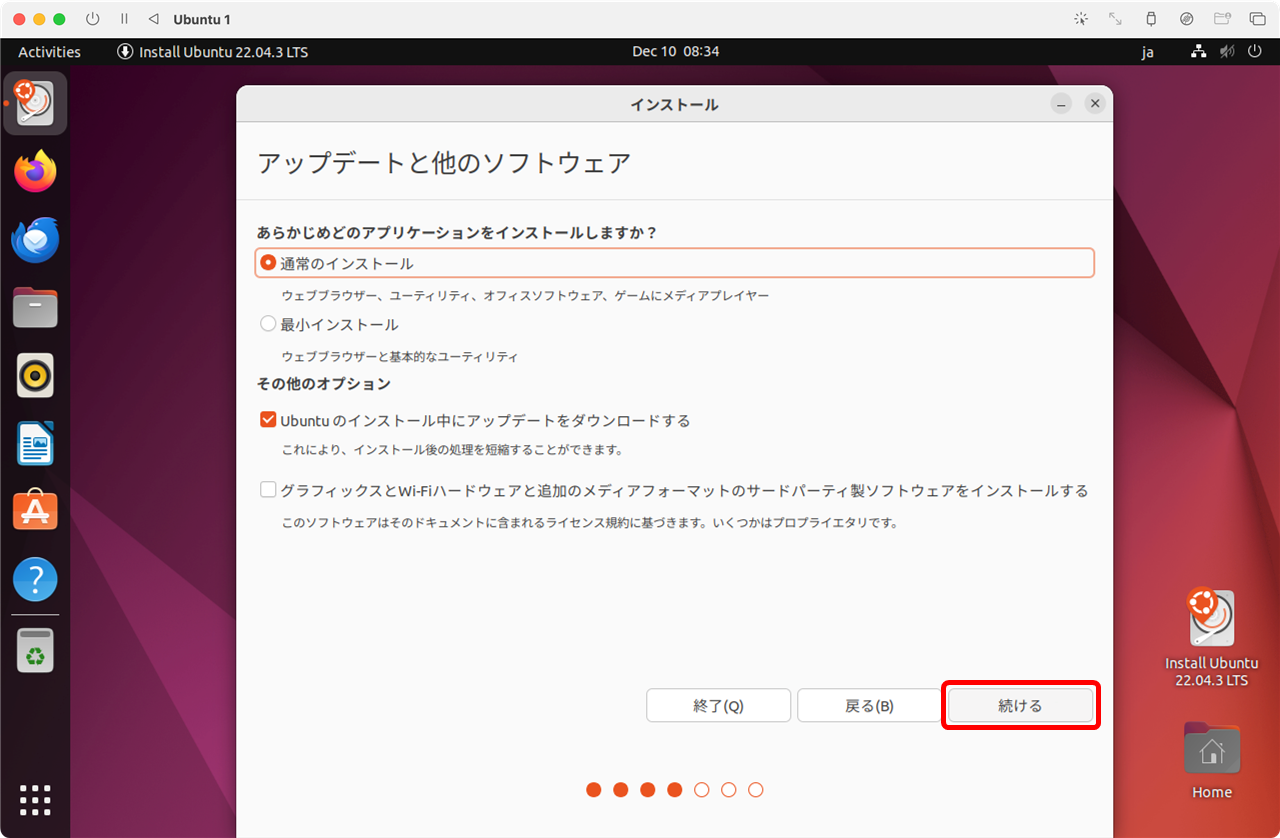 Ubuntu 1
Activities
Install Ubuntu 22.04.3 LTS
Dec 10 08:34
ja
インストール
アップデートと他のソフトウェア
あらかじめどのアプリケーションをインストールしますか？
通常のインストール
ウェブブラウザー、ユーティリティ、オフィスソフトウェア、ゲームにメディアプレイヤー
最小インストール
ウェブブラウザーと基本的なユーティリティ
その他のオプション
Ubuntu のインストール中にアップデートをダウンロードする
これにより、インストール後の処理を短縮することができます。
グラフィックスとWi-Fiハードウェアと追加のメディアフォーマットのサードパーティ製ソフトウェアをインストールする
このソフトウェアはそのドキュメントに含まれるライセンス規約に基づきます。いくつかはプロプライエタリです。
終了(Q)
戻る(B)
続ける
Install Ubuntu
22.04.3 LTS
Home